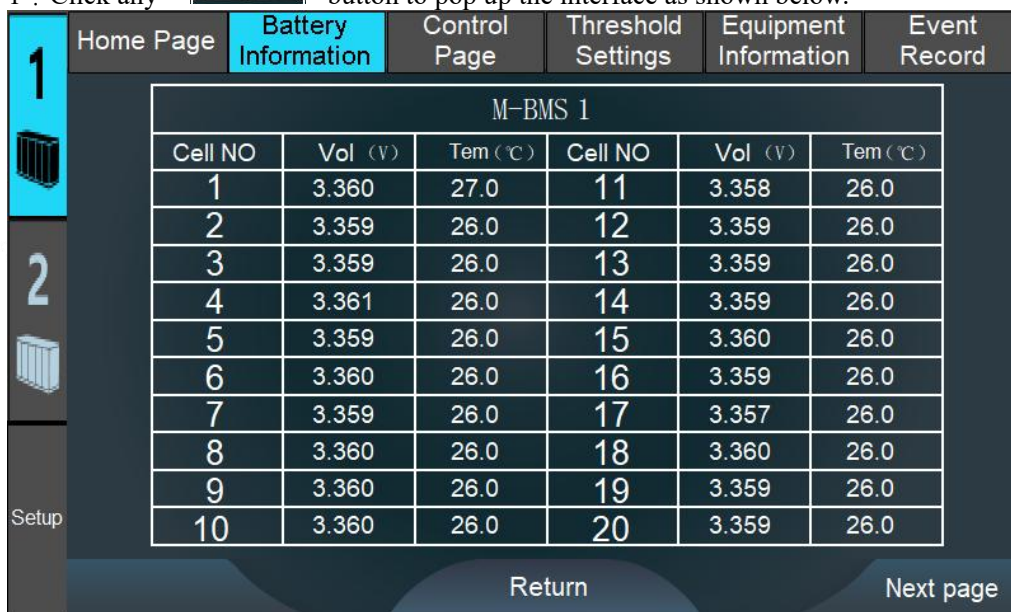 1. Click any button to pop up the interface as shown below.
Home Page Battery Information Control Page Threshold Settings Equipment Information Event Record
1
2
Setup
M-BMS 1
Cell NO Vol (V) Tem(℃) Cell NO Vol (V) Tem(℃)
1 3.360 27.0 11 3.358 26.0
2 3.359 26.0 12 3.359 26.0
3 3.359 26.0 13 3.359 26.0
4 3.361 26.0 14 3.359 26.0
5 3.359 26.0 15 3.360 26.0
6 3.360 26.0 16 3.359 26.0
7 3.359 26.0 17 3.357 26.0
8 3.360 26.0 18 3.360 26.0
9 3.360 26.0 19 3.359 26.0
10 3.360 26.0 20 3.359 26.0
Return Next page